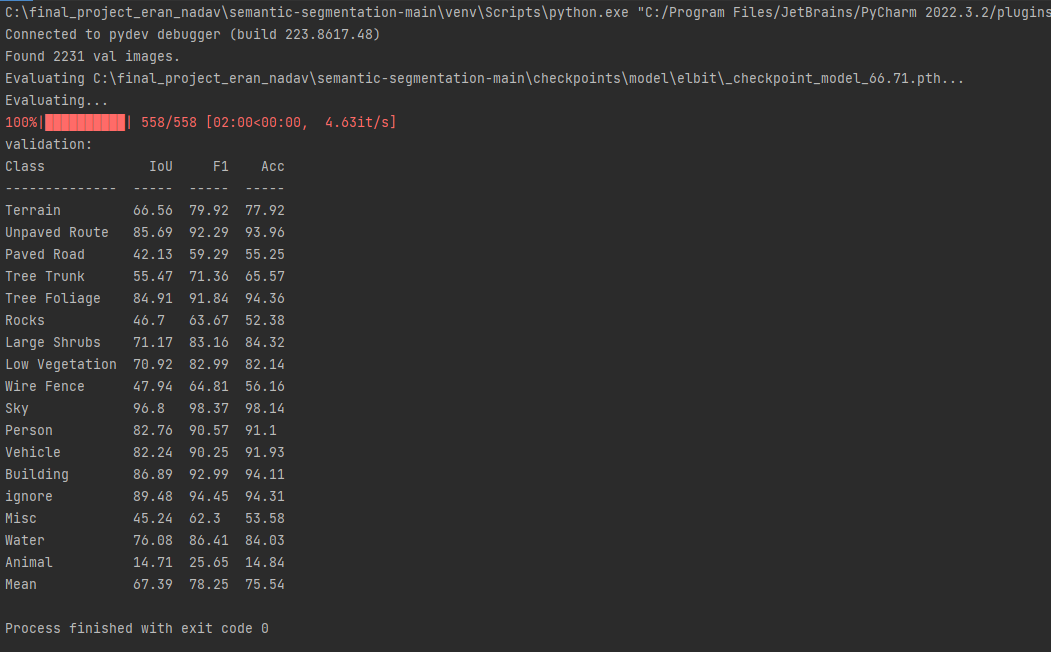 C:\final_project_eran_nadav\semantic-segmentation-main\venv\Scripts\python.exe "C:/Program Files/JetBrains/PyCharm 2022.3.2/plugins
Connected to pydev debugger (build 223.8617.48)
Found 2231 val images.
Evaluating C:\final_project_eran_nadav\semantic-segmentation-main\checkpoints\model\elbit\_checkpoint_model_66.71.pth...
Evaluating...
100%|██████████| 558/558 [02:00<00:00,  4.63it/s]
validation:
Class             IoU     F1    Acc
--------------  -----  -----  -----
Terrain         66.56  79.92  77.92
Unpaved Route   85.69  92.29  93.96
Paved Road      42.13  59.29  55.25
Tree Trunk      55.47  71.36  65.57
Tree Foliage    84.91  91.84  94.36
Rocks           46.7   63.67  52.38
Large Shrubs    71.17  83.16  84.32
Low Vegetation  70.92  82.99  82.14
Wire Fence      47.94  64.81  56.16
Sky             96.8   98.37  98.14
Person          82.76  90.57  91.1
Vehicle         82.24  90.25  91.93
Building        86.89  92.99  94.11
ignore          89.48  94.45  94.31
Misc            45.24  62.3   53.58
Water           76.08  86.41  84.03
Animal          14.71  25.65  14.84
Mean            67.39  78.25  75.54
Process finished with exit code 0